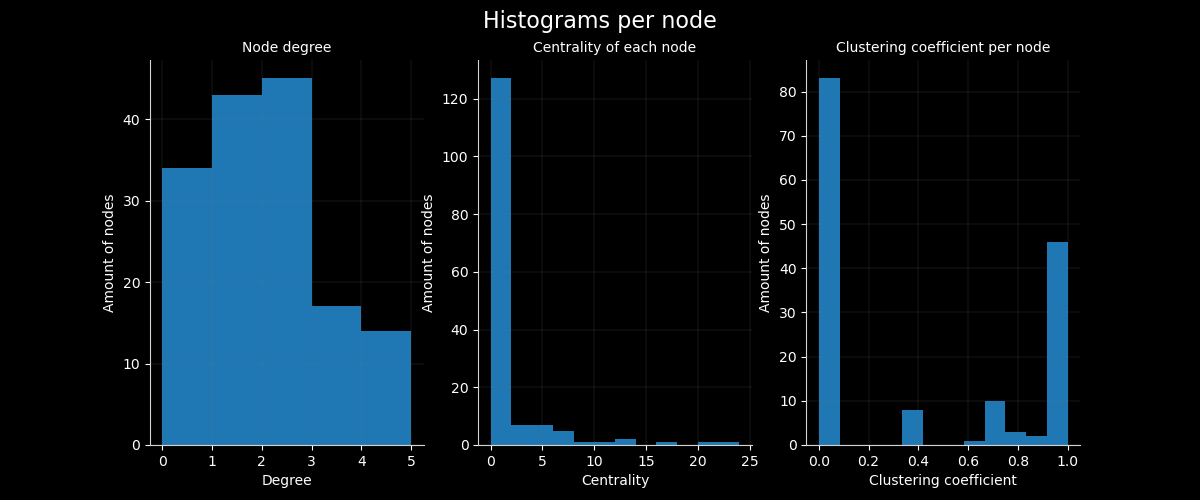 Histograms per node
Node degree
Amount of nodes
40
30
20
10
0
0 1 2 3 4 5
Degree
Centrality of each node
Amount of nodes
120
100
80
60
40
20
0
0 5 10 15 20 25
Centrality
Clustering coefficient per node
Amount of nodes
80
70
60
50
40
30
20
10
0
0.0 0.2 0.4 0.6 0.8 1.0
Clustering coefficient